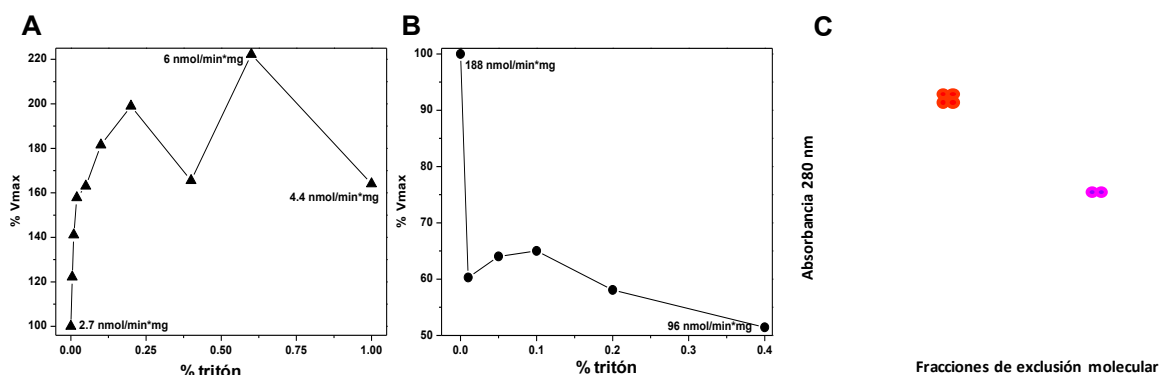 A
% Vmax
220
200
180
160
140
120
100
6 nmol/min*mg
4.4 nmol/min*mg
2.7 nmol/min*mg
0.00 0.25 0.50 0.75 1.00
% tritón
B
% Vmax
100
90
80
70
65
60
50
188 nmol/min*mg
96 nmol/min*mg
0.0 0.1 0.2 0.3 0.4
% tritón
C
Absorbancia 280 nm
Fracciones de exclusión molecular